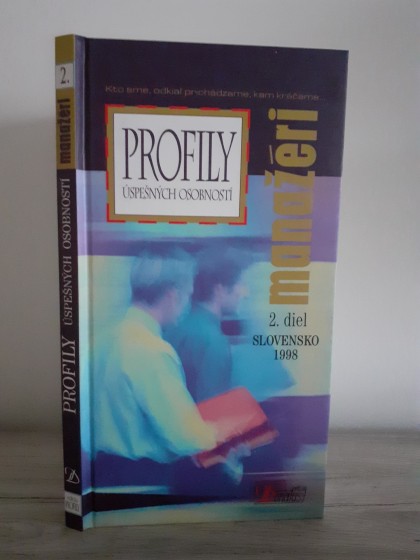 Kto sme, odkiaľ prichádzame, kam kráčame...
PROFILY
ÚSPEŠNÝCH OSOBNOSTÍ
manažéri
2. diel
SLOVENSKO
1998
2.
manažéri
PROFILY ÚSPEŠNÝCH OSOBNOSTÍ